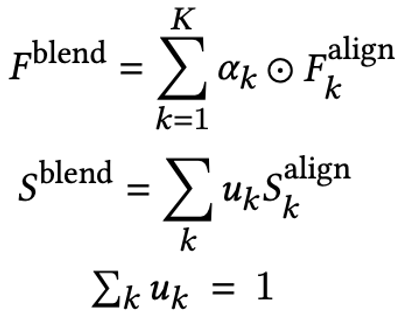 F^blend = ∑_{k=1}^{K} α_k ⊙ F_k^align
S^blend = ∑_k u_k S_k^align
∑_k u_k = 1